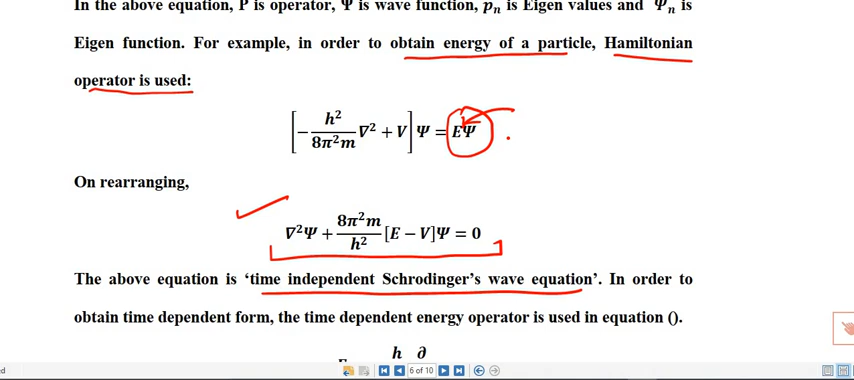 In the above equation, P is operator, Ψ is wave function, pₙ is Eigen values and Ψₙ is
Eigen function. For example, in order to obtain energy of a particle, Hamiltonian
operator is used:
[−h²/8π²m ∇² + V] Ψ = EΨ
On rearranging,
∇²Ψ + 8π²m/h² [E − V]Ψ = 0
The above equation is ‘time independent Schrodinger’s wave equation’. In order to
obtain time dependent form, the time dependent energy operator is used in equation ().
h ∂
ed
6 of 10